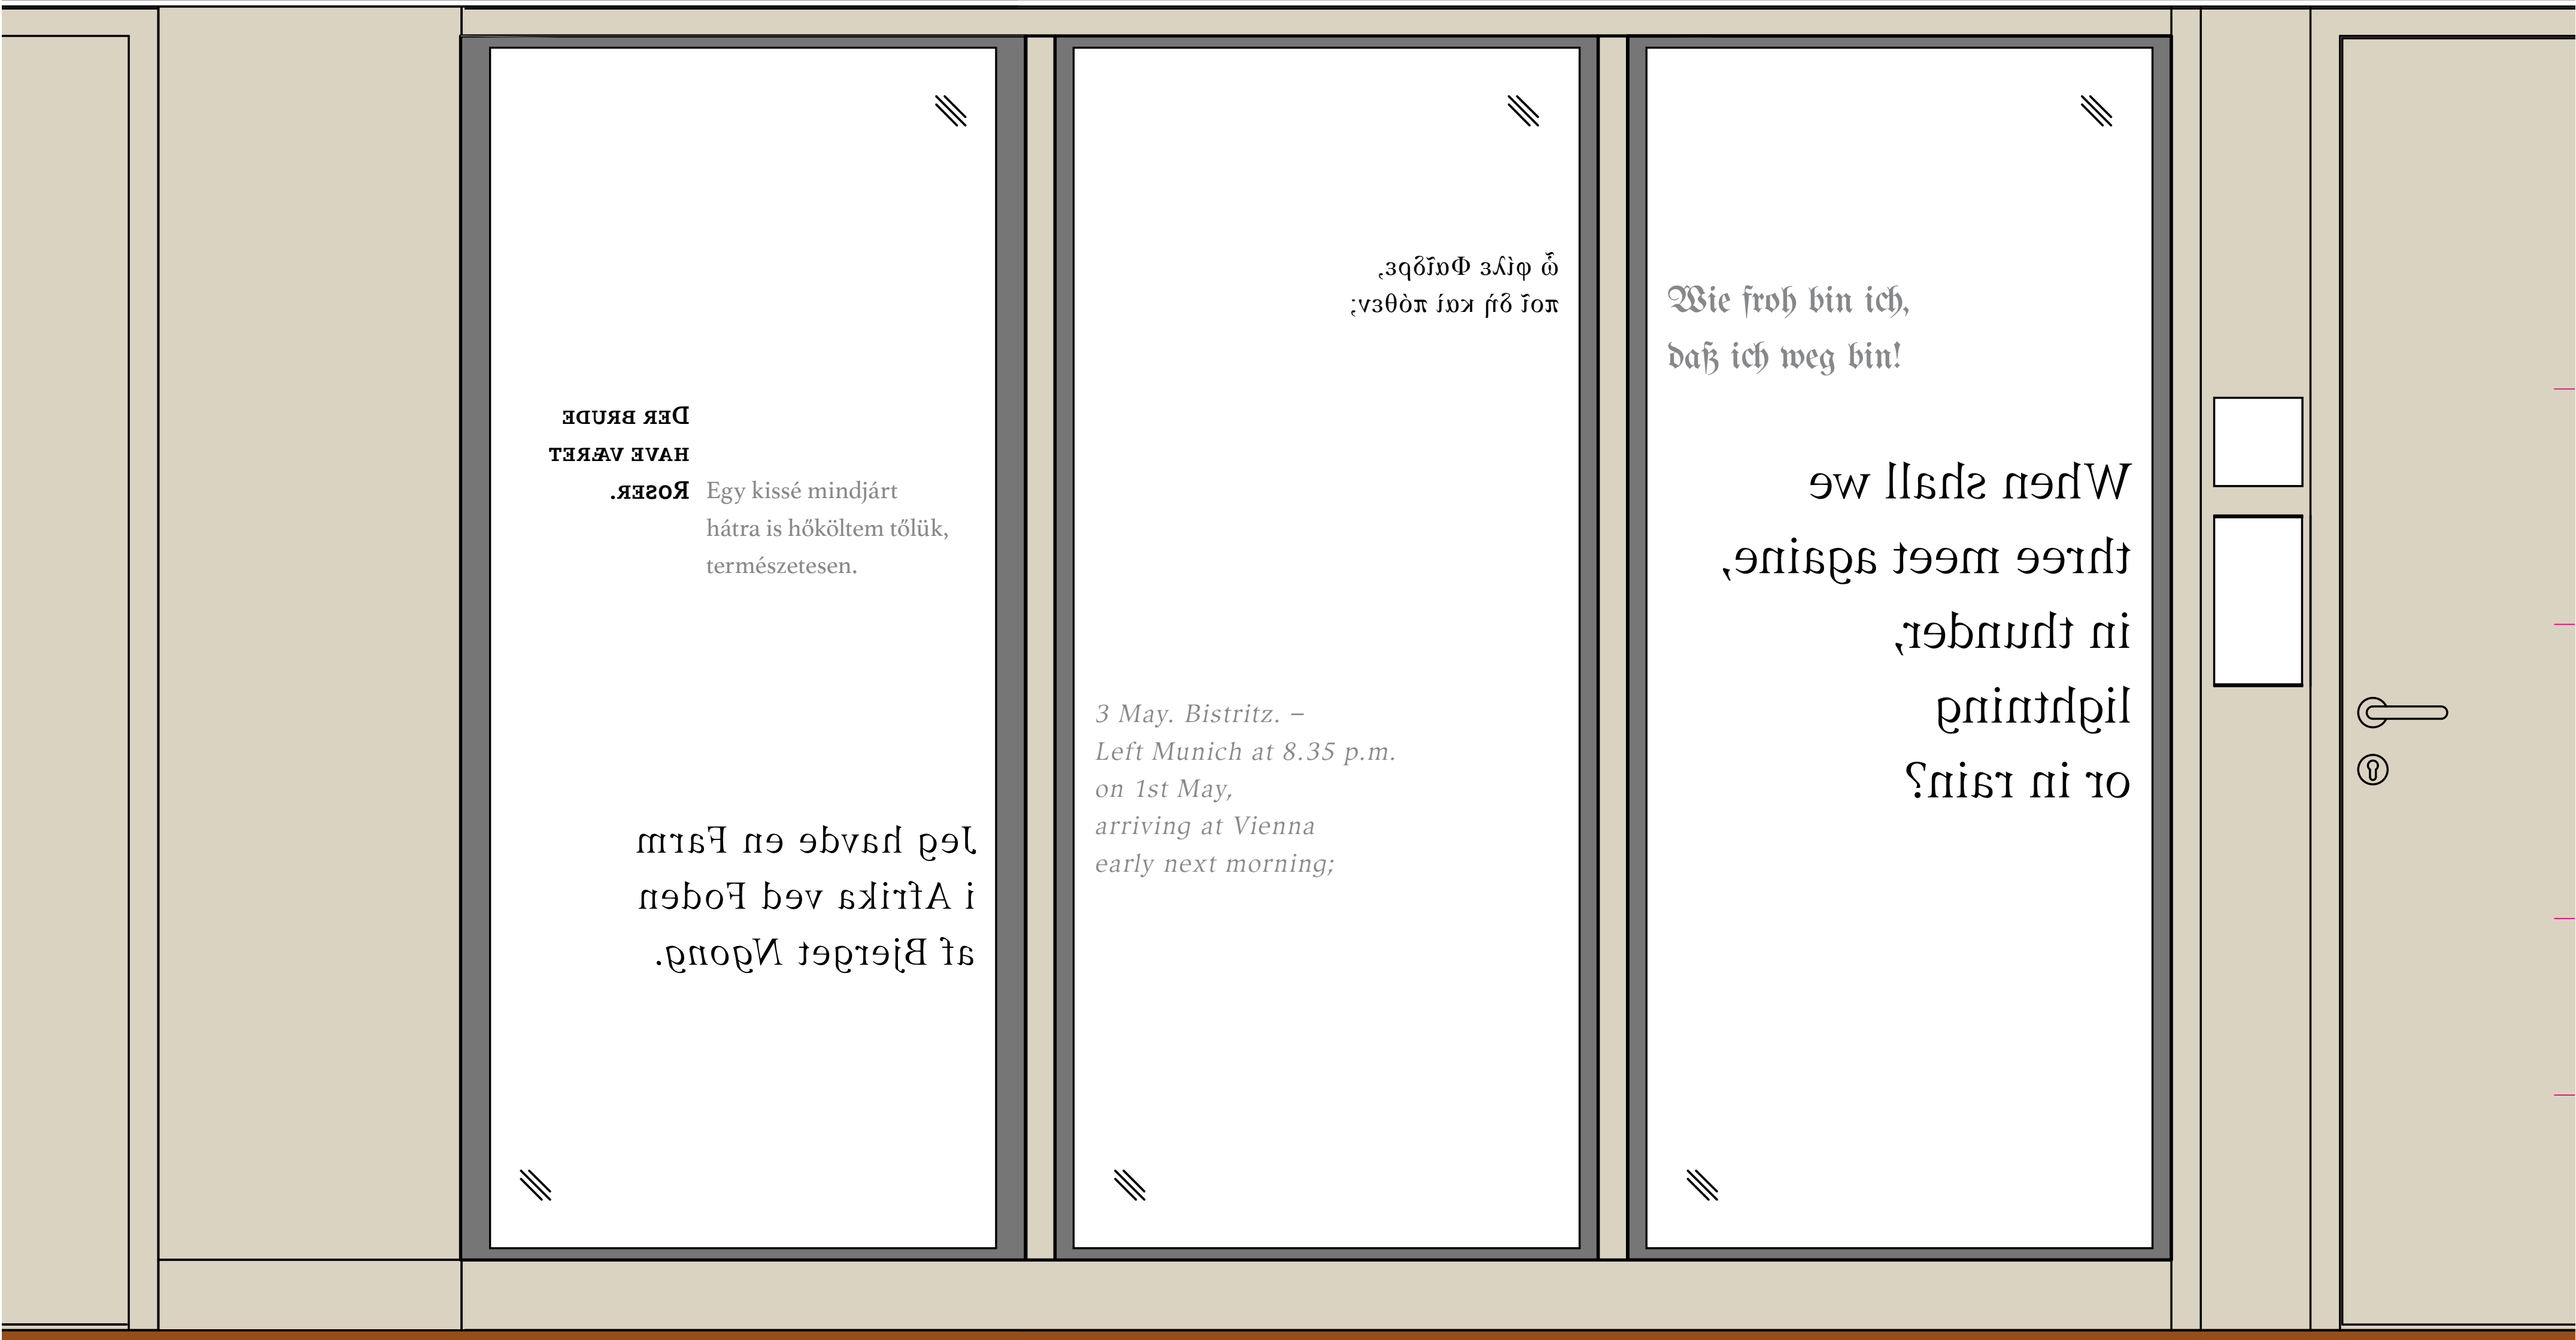 Der brude
have været
Roser.
Egy kissé mindjárt
hátra is hőköltem tőlük,
természetesen.
Jeg havde en Farm
i Afrika ved Foden
af Bjerget Ngong.
ὦ φίλε Φαῖδρε,
ποῖ δὴ καὶ πόθεν;
3 May. Bistritz. –
Left Munich at 8.35 p.m.
on 1st May,
arriving at Vienna
early next morning;
Wie froh bin ich,
daß ich weg bin!
When shall we
three meet againe,
in thunder,
lightning
or in rain?